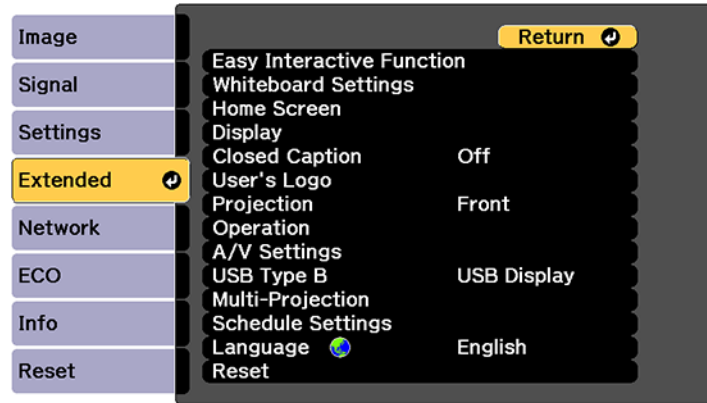 Image
Signal
Settings
Extended
Network
ECO
Info
Reset
Return
Easy Interactive Function
Whiteboard Settings
Home Screen
Display
Closed Caption Off
User's Logo
Projection Front
Operation
A/V Settings
USB Type B USB Display
Multi-Projection
Schedule Settings
Language English
Reset